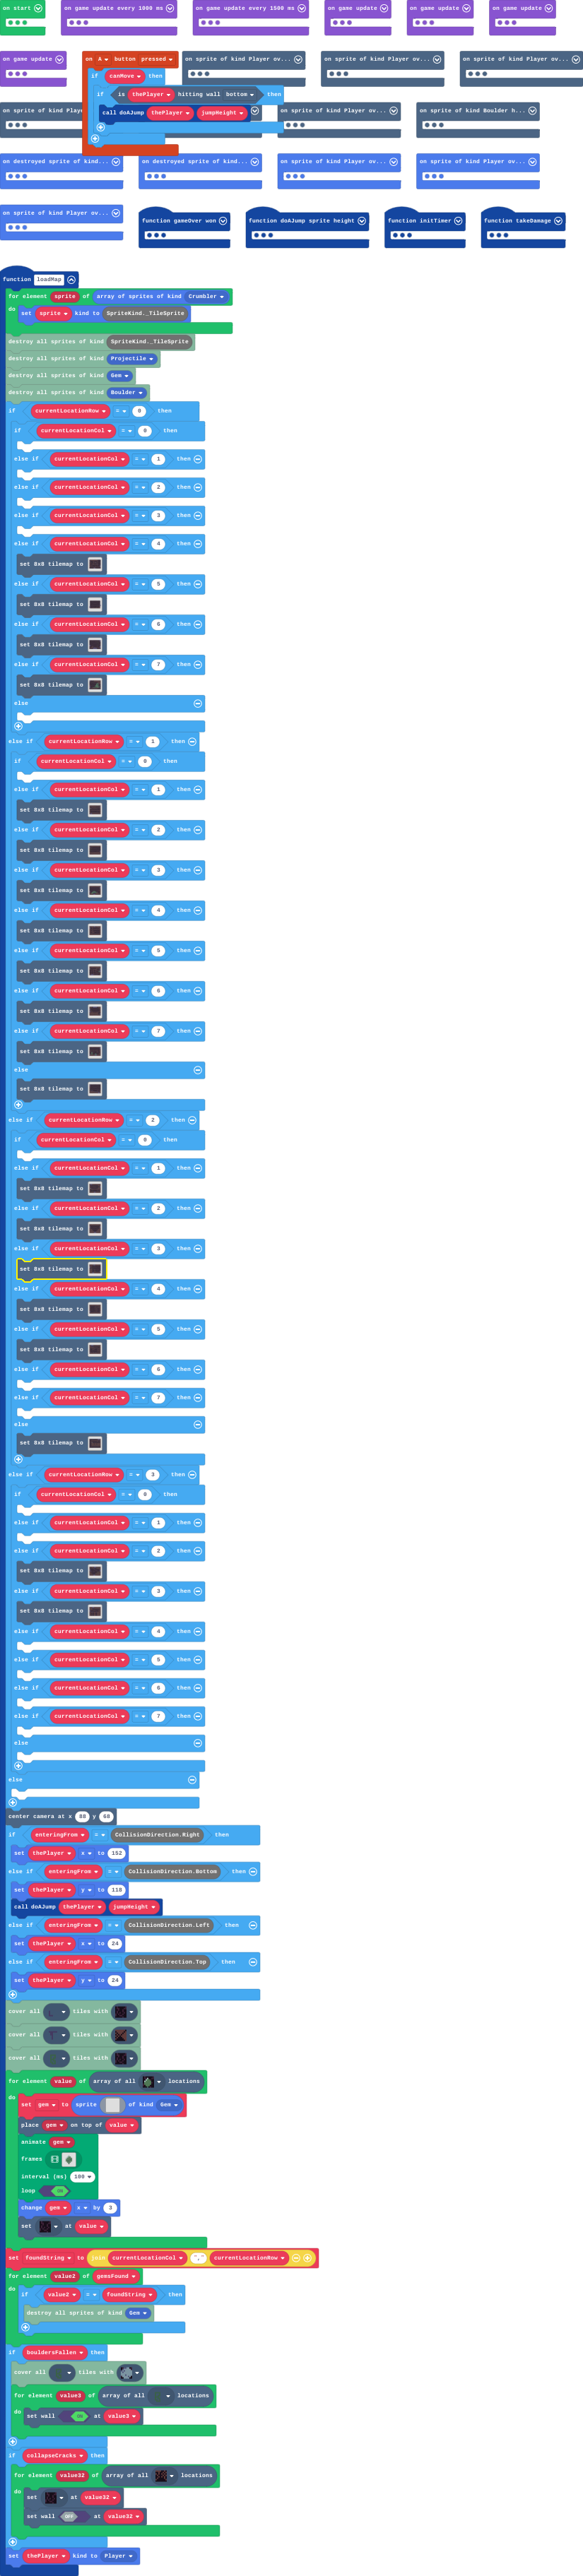 on start
on game update every 1000 ms
on game update every 1500 ms
on game update
on game update
on game update
on game update
on A button pressed
on sprite of kind Player ov...
on sprite of kind Player ov...
on sprite of kind Player ov...
if canMove then
if is thePlayer hitting wall bottom then
call doAJump thePlayer jumpHeight
on sprite of kind Playe
on sprite of kind Player ov...
on sprite of kind Boulder h...
on destroyed sprite of kind...
on destroyed sprite of kind...
on sprite of kind Player ov...
on sprite of kind Player ov...
on sprite of kind Player ov...
function gameOver won
function doAJump sprite height
function initTimer
function takeDamage
function loadMap
for element sprite of array of sprites of kind Crumbler
do set sprite kind to SpriteKind._TileSprite
destroy all sprites of kind SpriteKind._TileSprite
destroy all sprites of kind Projectile
destroy all sprites of kind Gem
destroy all sprites of kind Boulder
if currentLocationRow = 0 then
if currentLocationCol = 0 then
else if currentLocationCol = 1 then
else if currentLocationCol = 2 then
else if currentLocationCol = 3 then
else if currentLocationCol = 4 then
set 8x8 tilemap to
else if currentLocationCol = 5 then
set 8x8 tilemap to
else if currentLocationCol = 6 then
set 8x8 tilemap to
else if currentLocationCol = 7 then
set 8x8 tilemap to
else
else if currentLocationRow = 1 then
if currentLocationCol = 0 then
else if currentLocationCol = 1 then
set 8x8 tilemap to
else if currentLocationCol = 2 then
set 8x8 tilemap to
else if currentLocationCol = 3 then
set 8x8 tilemap to
else if currentLocationCol = 4 then
set 8x8 tilemap to
else if currentLocationCol = 5 then
set 8x8 tilemap to
else if currentLocationCol = 6 then
set 8x8 tilemap to
else if currentLocationCol = 7 then
set 8x8 tilemap to
else
set 8x8 tilemap to
else if currentLocationRow = 2 then
if currentLocationCol = 0 then
else if currentLocationCol = 1 then
set 8x8 tilemap to
else if currentLocationCol = 2 then
set 8x8 tilemap to
else if currentLocationCol = 3 then
set 8x8 tilemap to
else if currentLocationCol = 4 then
set 8x8 tilemap to
else if currentLocationCol = 5 then
set 8x8 tilemap to
else if currentLocationCol = 6 then
else if currentLocationCol = 7 then
else
set 8x8 tilemap to
else if currentLocationRow = 3 then
if currentLocationCol = 0 then
else if currentLocationCol = 1 then
else if currentLocationCol = 2 then
set 8x8 tilemap to
else if currentLocationCol = 3 then
set 8x8 tilemap to
else if currentLocationCol = 4 then
else if currentLocationCol = 5 then
else if currentLocationCol = 6 then
else if currentLocationCol = 7 then
else
else
center camera at x 88 y 68
if enteringFrom = CollisionDirection.Right then
set thePlayer x to 152
else if enteringFrom = CollisionDirection.Bottom then
set thePlayer y to 118
call doAJump thePlayer jumpHeight
else if enteringFrom = CollisionDirection.Left then
set thePlayer x to 24
else if enteringFrom = CollisionDirection.Top then
set thePlayer y to 24
cover all tiles with
cover all tiles with
cover all tiles with
for element value of array of all locations
do set gem to sprite of kind Gem
place gem on top of value
animate gem
frames
interval (ms) 100
loop ON
change gem x by 3
set at value
set foundString to join currentLocationCol "," currentLocationRow
for element value2 of gemsFound
do if value2 = foundString then
destroy all sprites of kind Gem
if bouldersFallen then
cover all tiles with
for element value3 of array of all locations
do set wall ON at value3
if collapseCracks then
for element value32 of array of all locations
do set at value32
set wall OFF at value32
set thePlayer kind to Player